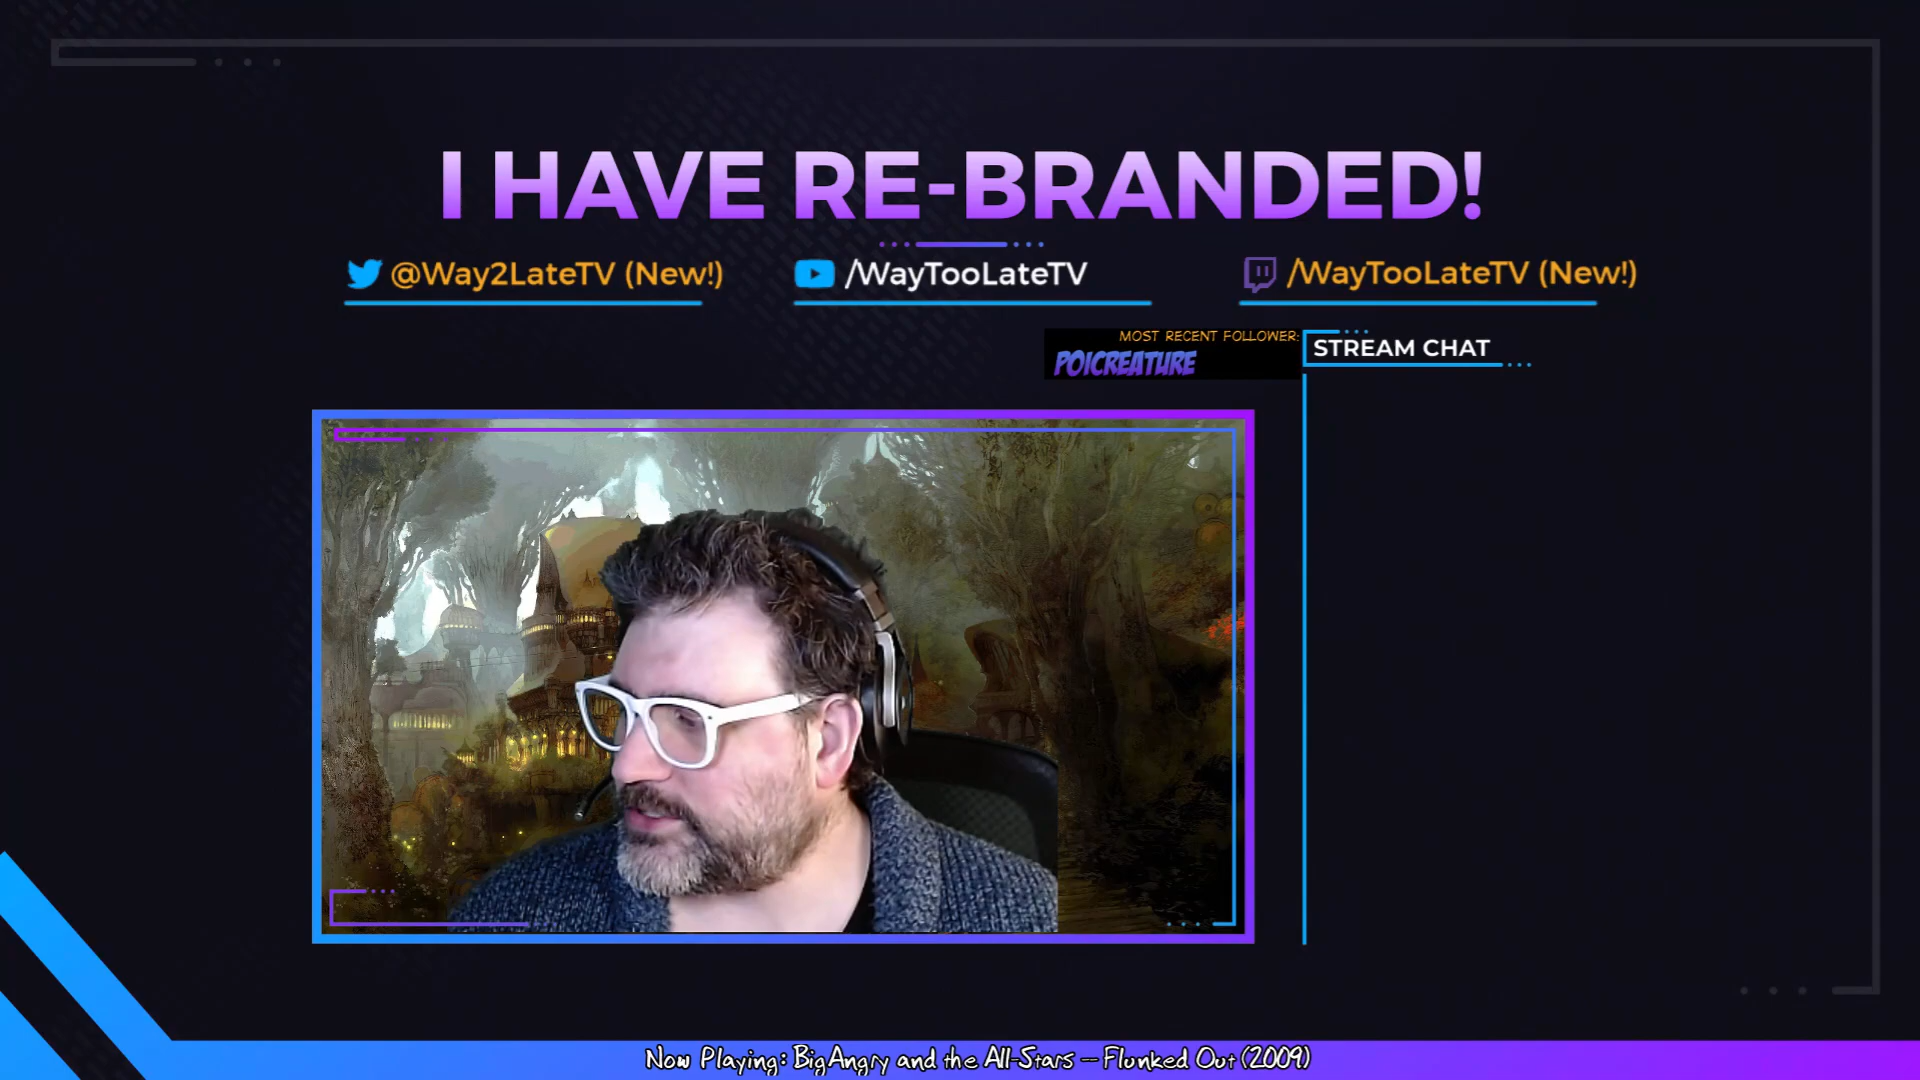 I HAVE RE-BRANDED!
@Way2LateTV (New!)
/WayTooLateTV
/WayTooLateTV (New!)
MOST RECENT FOLLOWER:
POICREATURE
STREAM CHAT
Now Playing: BigAngry and the All-Stars – Flunked Out (2009)